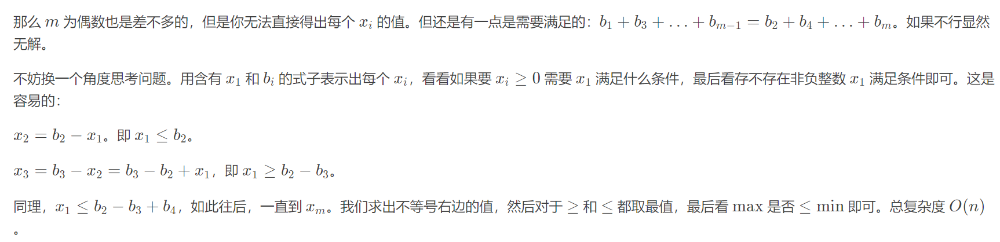 那么 m 为偶数也是差不多的，但是你无法直接得出每个 x_i 的值。但还是有一点是需要满足的：b_1 + b_3 + … + b_{m−1} = b_2 + b_4 + … + b_m。如果不行显然
无解。
不妨换一个角度思考问题。用含有 x_1 和 b_i 的式子表示出每个 x_i，看看如果要 x_i ≥ 0 需要 x_1 满足什么条件，最后看存不存在非负整数 x_1 满足条件即可。这是
容易的：
x_2 = b_2 − x_1。即 x_1 ≤ b_2。
x_3 = b_3 − x_2 = b_3 − b_2 + x_1，即 x_1 ≥ b_2 − b_3。
同理，x_1 ≤ b_2 − b_3 + b_4，如此往后，一直到 x_m。我们求出不等号右边的值，然后对于 ≥ 和 ≤ 都取最值，最后看 max 是否 ≤ min 即可。总复杂度 O(n)
。